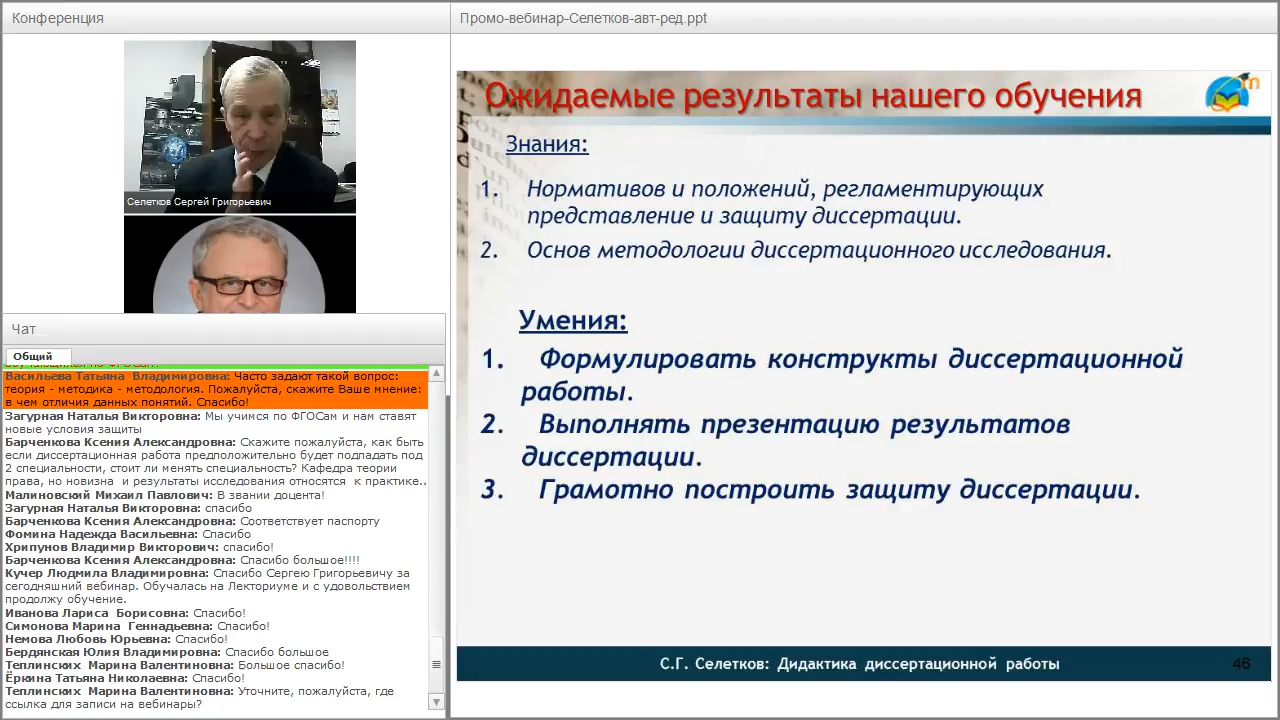 Конференция
Промо-вебинар-Селетков-авт-ред.ppt
Селетков Сергей Григорьевич
Чат
Общий
Васильева Татьяна Владимировна: Часто задают такой вопрос:
теория - методика - методология. Пожалуйста, скажите Ваше мнение:
в чем отличия данных понятий. Спасибо!
Загурная Наталья Викторовна: Мы учимся по ФГОСам и нам ставят
новые условия защиты
Барченкова Ксения Александровна: Скажите пожалуйста, как быть
если диссертационная работа предположительно будет подпадать под
2 специальности, стоит ли менять специальность? Кафедра теории
права, но новизна и результаты исследования относятся к практике..
Малиновский Михаил Павлович: В звании доцента!
Загурная Наталья Викторовна: спасибо
Барченкова Ксения Александровна: Соответствует паспорту
Фомина Надежда Васильевна: Спасибо
Хрипунов Владимир Викторович: спасибо!
Барченкова Ксения Александровна: Спасибо большое!!!!
Кучер Людмила Владимировна: Спасибо Сергею Григорьевичу за
сегодняшний вебинар. Обучалась на Лекториуме и с удовольствием
продолжу обучение.
Иванова Лариса Борисовна: Спасибо!
Симонова Марина Геннадьевна: Спасибо!
Немова Любовь Юрьевна: Спасибо!
Бердянская Юлия Владимировна: Спасибо большое
Теплинских Марина Валентиновна: Большое спасибо!
Ёркина Татьяна Николаевна: Спасибо!
Теплинских Марина Валентиновна: Уточните, пожалуйста, где
ссылка для записи на вебинары?
Ожидаемые результаты нашего обучения
Знания:
1. Нормативов и положений, регламентирующих
представление и защиту диссертации.
2. Основ методологии диссертационного исследования.
Умения:
1. Формулировать конструкты диссертационной
работы.
2. Выполнять презентацию результатов
диссертации.
3. Грамотно построить защиту диссертации.
С.Г. Селетков: Дидактика диссертационной работы
46